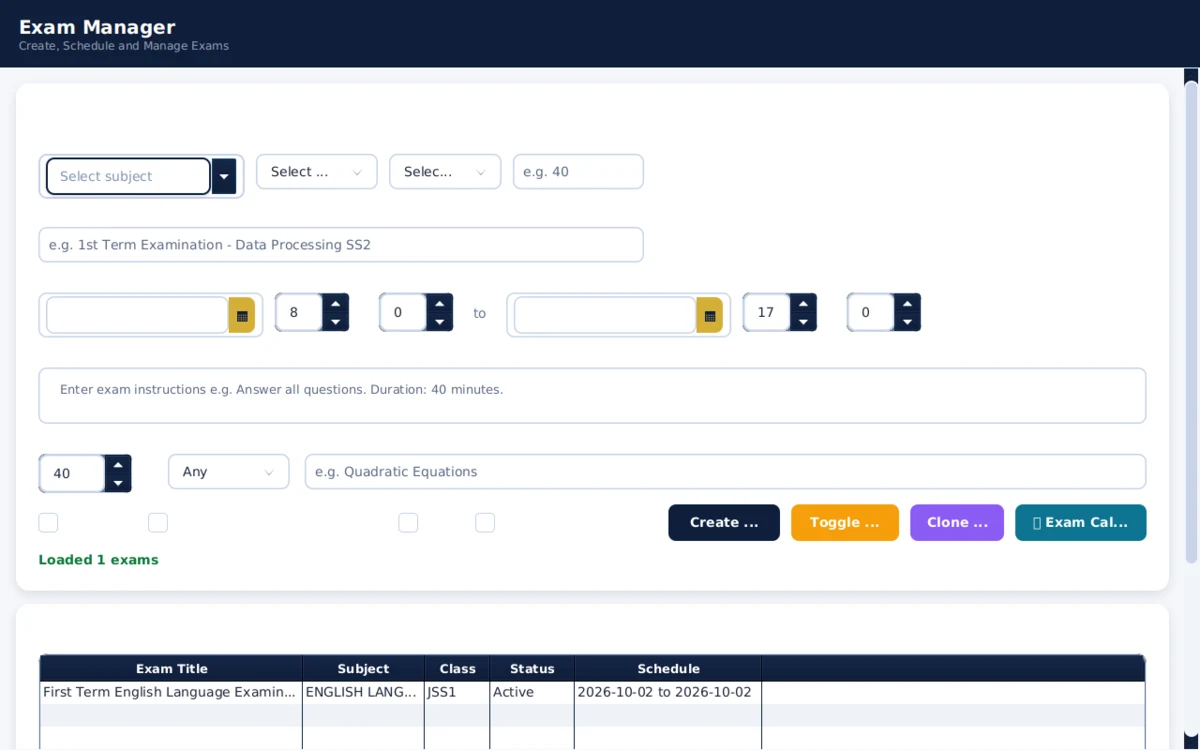 Exam Manager
Create, Schedule and Manage Exams
Select subject Select ... Selec... e.g. 40
e.g. 1st Term Examination - Data Processing SS2
8 0 to 17 0
Enter exam instructions e.g. Answer all questions. Duration: 40 minutes.
40 Any e.g. Quadratic Equations
Create ... Toggle ... Clone ... Exam Cal...
Loaded 1 exams
Exam Title Subject Class Status Schedule
First Term English Language Examin... ENGLISH LANG... JSS1 Active 2026-10-02 to 2026-10-02